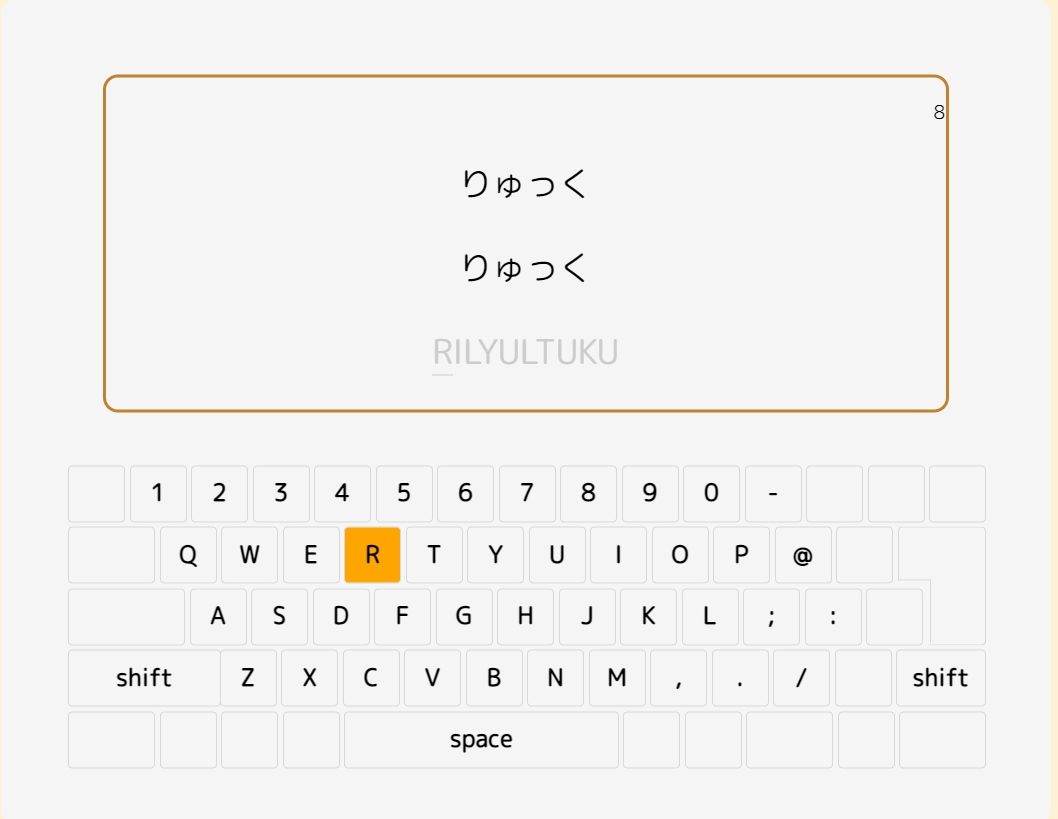 8
りゅっく
りゅっく
RILYULTUKU
1 2 3 4 5 6 7 8 9 0 -
Q W E R T Y U I O P @
A S D F G H J K L ; :
shift Z X C V B N M , . / shift
space